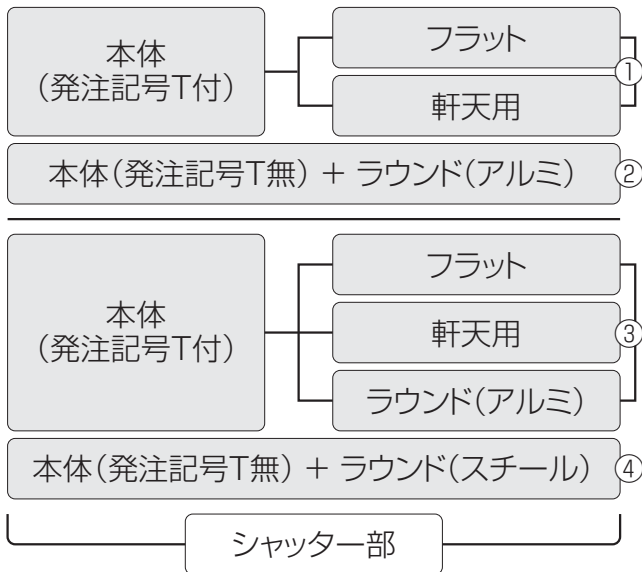 本体
(発注記号T付)
フラット
①
軒天用
本体(発注記号T無) + ラウンド(アルミ)
②
本体
(発注記号T付)
フラット
軒天用
③
ラウンド(アルミ)
本体(発注記号T無) + ラウンド(スチール)
④
シャッター部